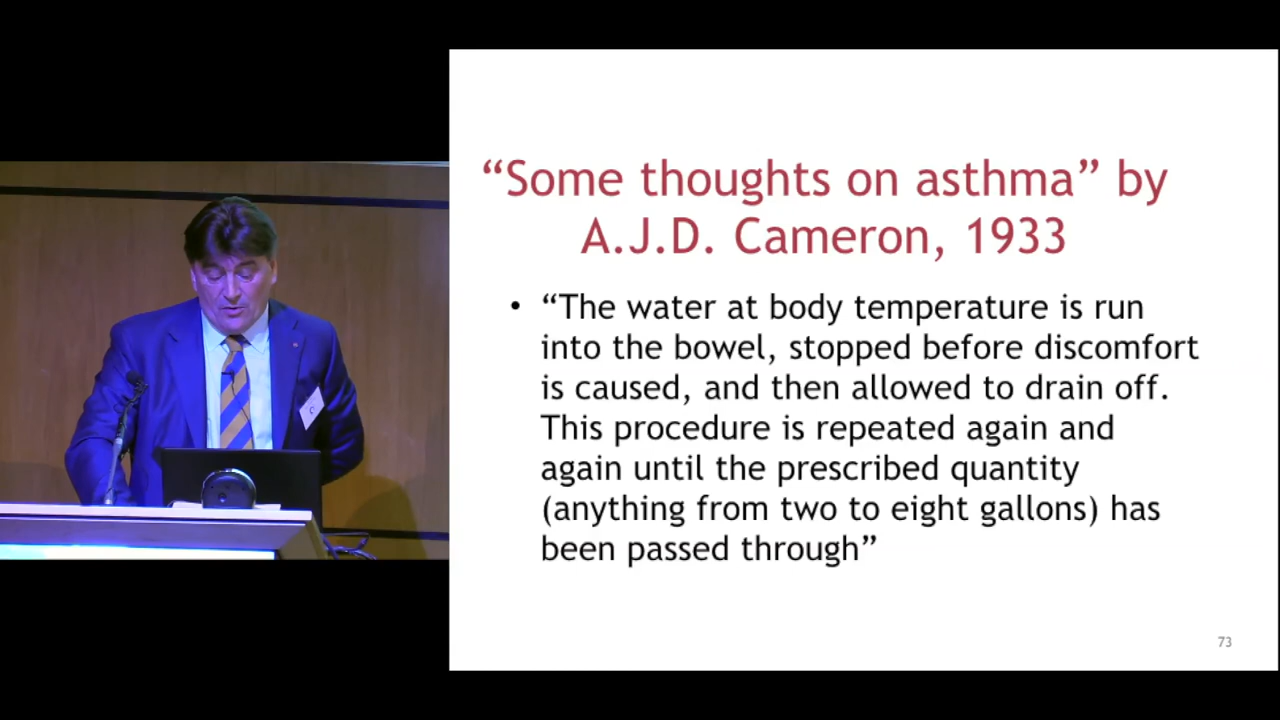 “Some thoughts on asthma” by
A.J.D. Cameron, 1933
• “The water at body temperature is run
into the bowel, stopped before discomfort
is caused, and then allowed to drain off.
This procedure is repeated again and
again until the prescribed quantity
(anything from two to eight gallons) has
been passed through”
73